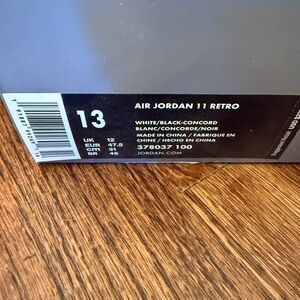 13
UK 12
EUR 47.5
cm 31
BR 46
AIR JORDAN 11 RETRO
WHITE/BLACK-CONCORD
BLANC/CONCORDE/NOIR
MADE IN CHINA / FABRIQUE EN
CHINE / HECHO EN CHINA
378037 100
JORDAN.COM